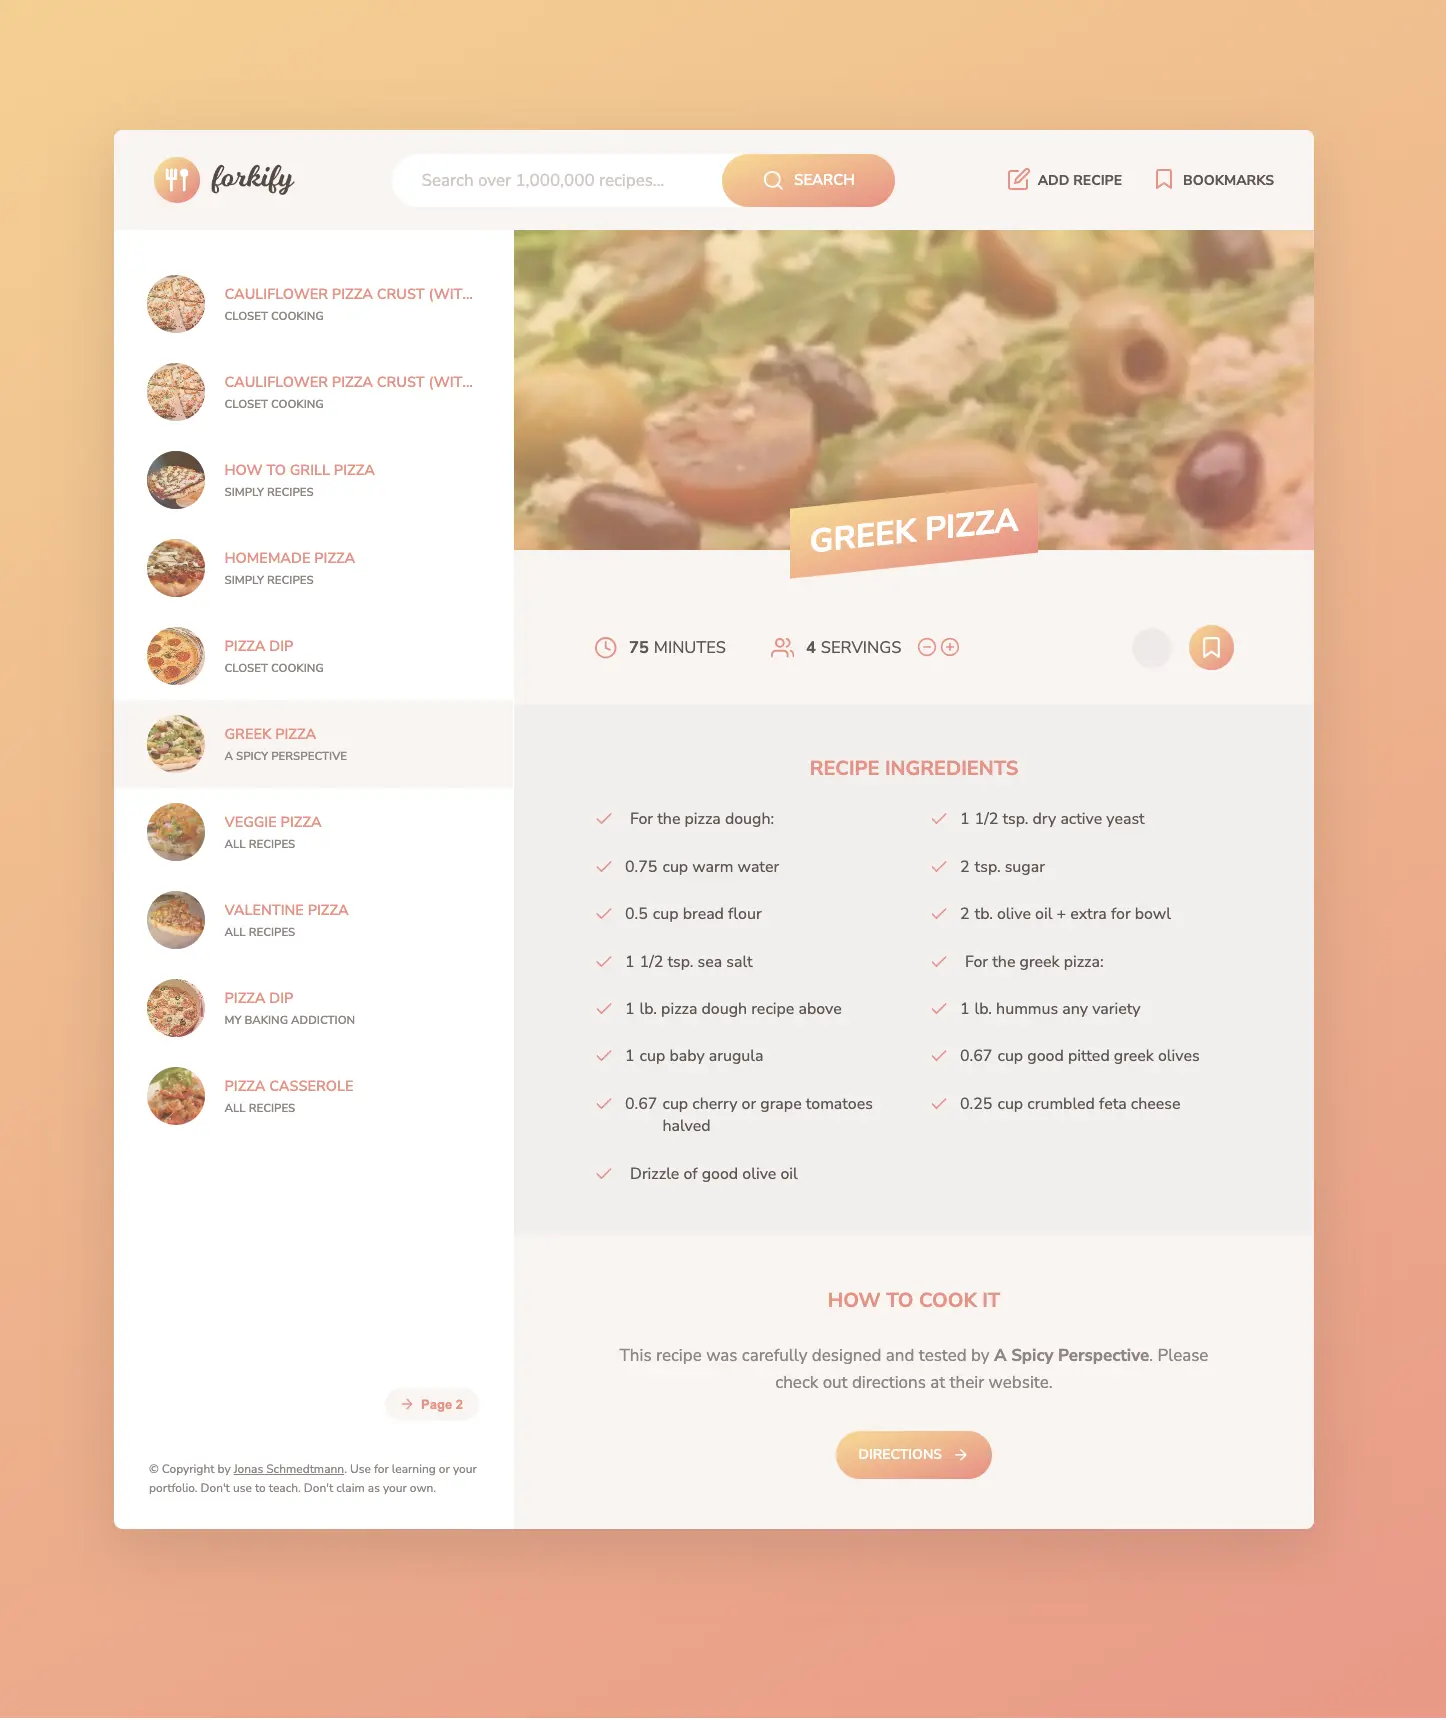 forkify
Search over 1,000,000 recipes...
SEARCH
ADD RECIPE
BOOKMARKS
CAULIFLOWER PIZZA CRUST (WIT...
CLOSET COOKING
CAULIFLOWER PIZZA CRUST (WIT...
CLOSET COOKING
HOW TO GRILL PIZZA
SIMPLY RECIPES
HOMEMADE PIZZA
SIMPLY RECIPES
PIZZA DIP
CLOSET COOKING
GREEK PIZZA
A SPICY PERSPECTIVE
VEGGIE PIZZA
ALL RECIPES
VALENTINE PIZZA
ALL RECIPES
PIZZA DIP
MY BAKING ADDICTION
PIZZA CASSEROLE
ALL RECIPES
Page 2
© Copyright by Jonas Schmedtmann. Use for learning or your
portfolio. Don't use to teach. Don't claim as your own.
GREEK PIZZA
75 MINUTES
4 SERVINGS
RECIPE INGREDIENTS
For the pizza dough:
1 1/2 tsp. dry active yeast
0.75 cup warm water
2 tsp. sugar
0.5 cup bread flour
2 tb. olive oil + extra for bowl
1 1/2 tsp. sea salt
For the greek pizza:
1 lb. pizza dough recipe above
1 lb. hummus any variety
1 cup baby arugula
0.67 cup good pitted greek olives
0.67 cup cherry or grape tomatoes
halved
0.25 cup crumbled feta cheese
Drizzle of good olive oil
HOW TO COOK IT
This recipe was carefully designed and tested by A Spicy Perspective. Please
check out directions at their website.
DIRECTIONS